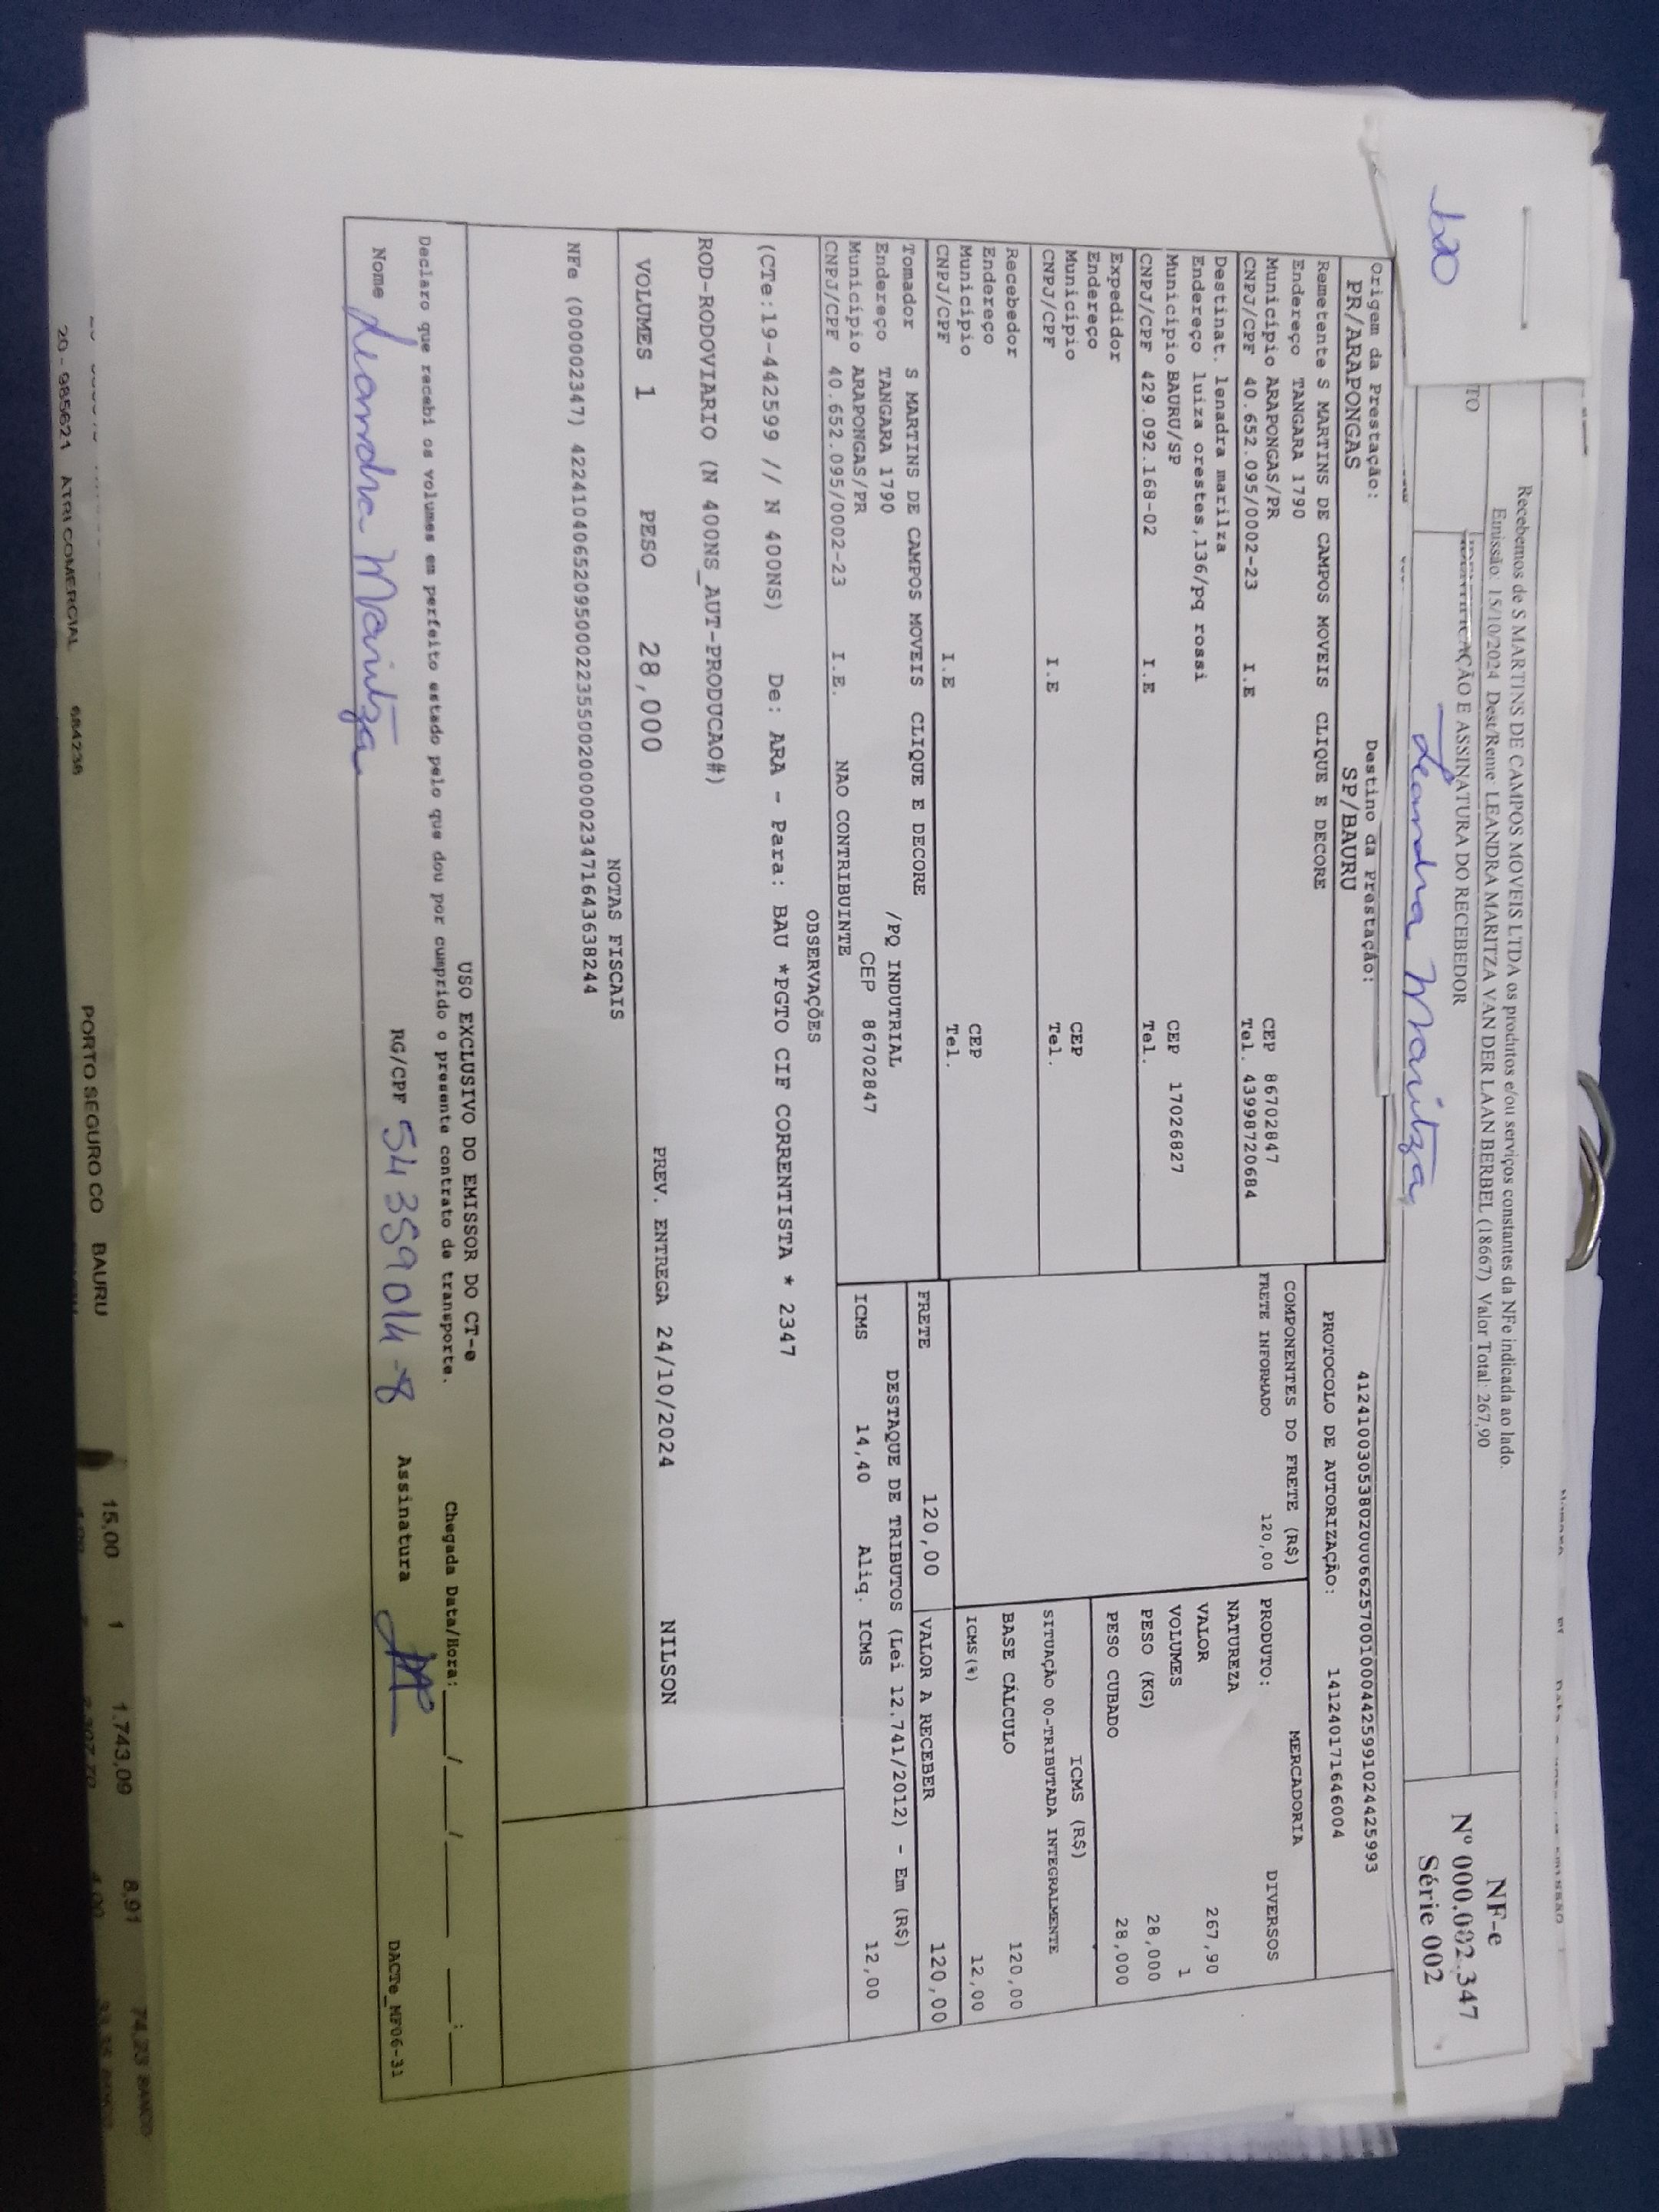 Recebemos de S MARTINS DE CAMPOS MOVEIS LTDA os produtos e/ou serviços constantes da NFe indicada ao lado.
Emissão: 15/10/2024 Dest/Reme: LEANDRA MARITZA VAN DER LAAN BERBEL (18667) Valor Total: 267,90
TO
IDENTIFICAÇÃO E ASSINATURA DO RECEBEDOR
Leandra Maritza
NF-e
Nº 000.002.347
Série 002
Origem da Prestação:
PR/ARAPONGAS
Destino da Prestação:
SP/BAURU
41241003053802000662570010004425991024425993
PROTOCOLO DE AUTORIZAÇÃO: 141240171646004
Remetente S MARTINS DE CAMPOS MOVEIS CLIQUE E DECORE
Endereço TANGARA 1790
Município ARAPONGAS/PR CEP 86702847
CNPJ/CPF 40.652.095/0002-23 I.E Tel. 43998720684
Destinat. lenadra marilza
Endereço luiza orestes,136/pq rossi
Município BAURU/SP CEP 17026827
CNPJ/CPF 429.092.168-02 I.E Tel.
Expedidor
Endereço
Município CEP
CNPJ/CPF I.E Tel.
Recebedor
Endereço
Município CEP
CNPJ/CPF I.E Tel.
COMPONENTES DO FRETE (R$)
FRETE INFORMADO 120,00
MERCADORIA
PRODUTO: DIVERSOS
NATUREZA
VALOR 267,90
VOLUMES 1
PESO (KG) 28,000
PESO CUBADO 28,000
ICMS (R$)
SITUAÇÃO 00-TRIBUTADA INTEGRALMENTE
BASE CÁLCULO 120,00
ICMS(%) 12,00
Tomador S MARTINS DE CAMPOS MOVEIS CLIQUE E DECORE
Endereço TANGARA 1790 /PQ INDUTRIAL
Município ARAPONGAS/PR CEP 86702847
CNPJ/CPF 40.652.095/0002-23 I.E. NAO CONTRIBUINTE
FRETE 120,00 VALOR A RECEBER 120,00
DESTAQUE DE TRIBUTOS (Lei 12.741/2012) - Em (R$)
ICMS 14,40 Aliq. ICMS 12,00
OBSERVAÇÕES
(CTe:19-442599 // N 400NS) De: ARA - Para: BAU *PGTO CIF CORRENTISTA * 2347
ROD-RODOVIARIO (N 400NS_AUT-PRODUCAO#)
VOLUMES 1 PESO 28,000 PREV. ENTREGA 24/10/2024 NILSON
NOTAS FISCAIS
NFe (000002347) 42241040652095000223550020000023471643638244
USO EXCLUSIVO DO EMISSOR DO CT-e
Declaro que recebi os volumes em perfeito estado pelo que dou por cumprido o presente contrato de transporte.
Chegada Data/Hora: ____/____/____ ___:___
Nome Leandra Maritza RG/CPF 54 359014-8 Assinatura
DACTe_MF06-31
15,00 1 1.743,09 8,91 74,23
20-985621 ATRI COMERCIAL 684238 PORTO SEGURO CO BAURU